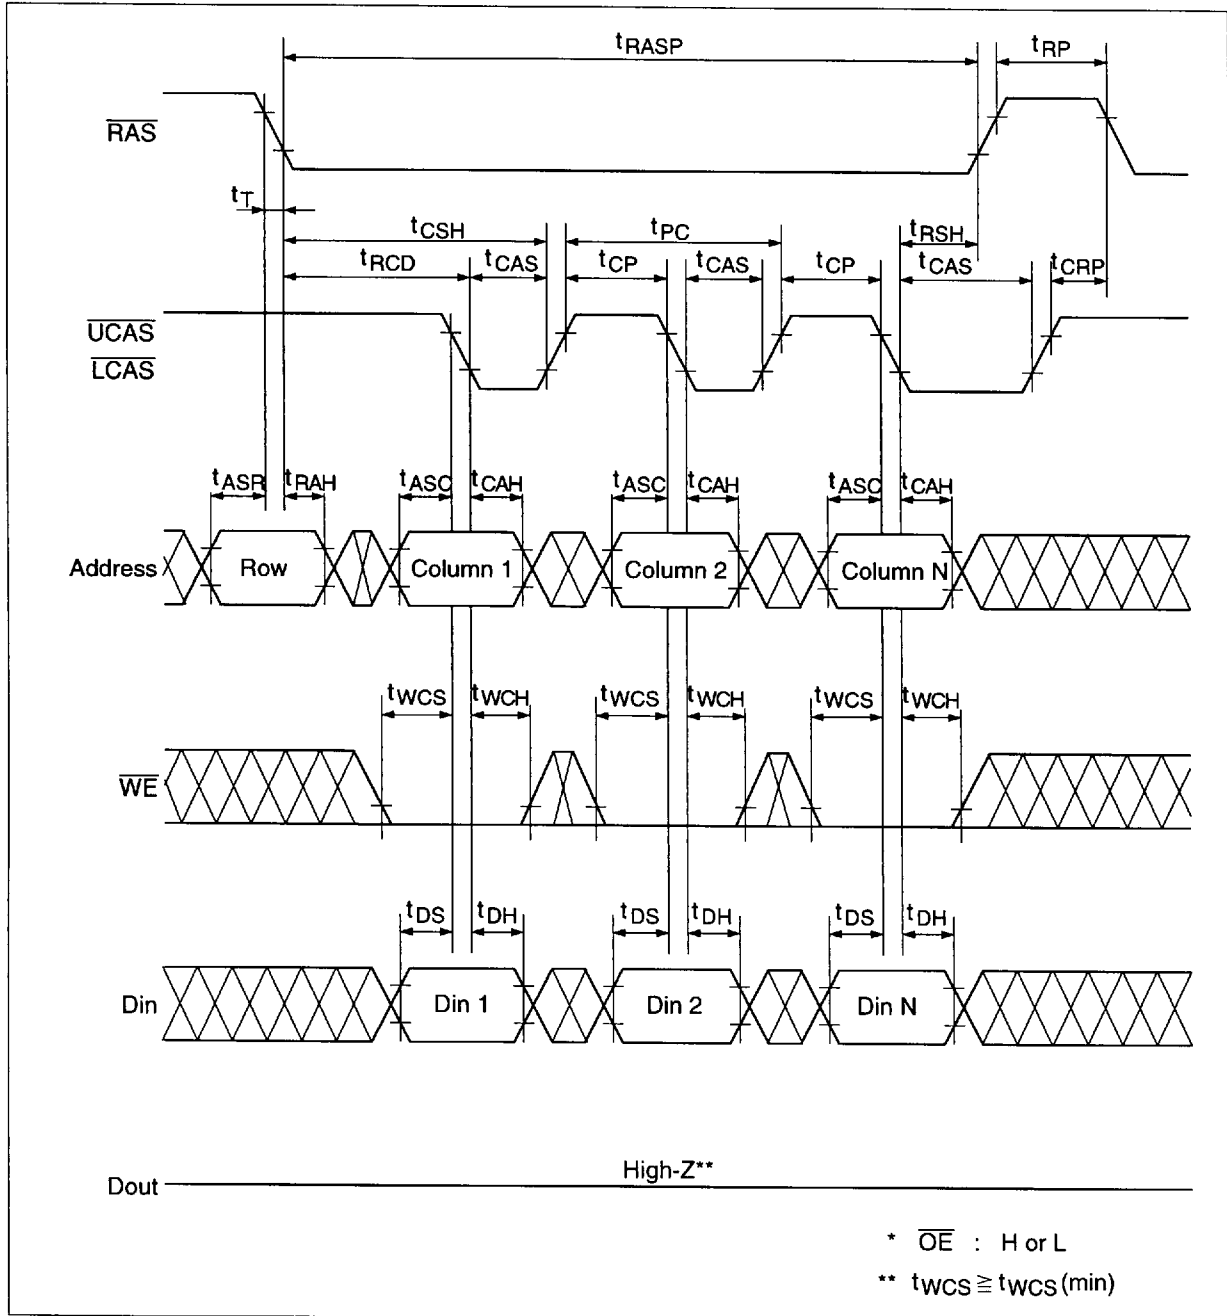 tRASP
tRP
RAS
tT
tCSH
tPC
tRSH
tRCD
tCAS
tCP
tCAS
tCP
tCAS
tCRP
UCAS
LCAS
tASR
tRAH
tASC
tCAH
tASC
tCAH
tASC
tCAH
Address
Row
Column 1
Column 2
Column N
tWCS
tWCH
tWCS
tWCH
tWCS
tWCH
WE
tDS
tDH
tDS
tDH
tDS
tDH
Din
Din 1
Din 2
Din N
High-Z**
Dout
* OE : H or L
** tWCS ≧ tWCS(min)